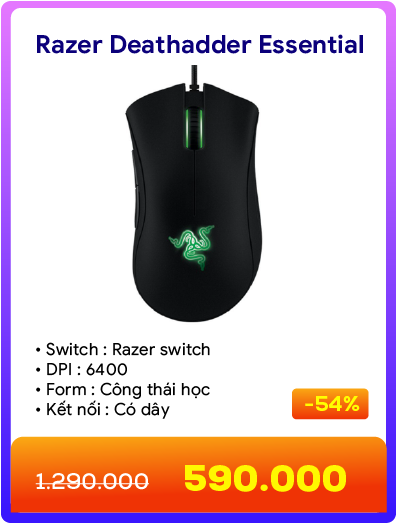 Razer Deathadder Essential
• Switch : Razer switch
• DPI : 6400
• Form : Công thái học
• Kết nối : Có dây
-54%
1.290.000 590.000